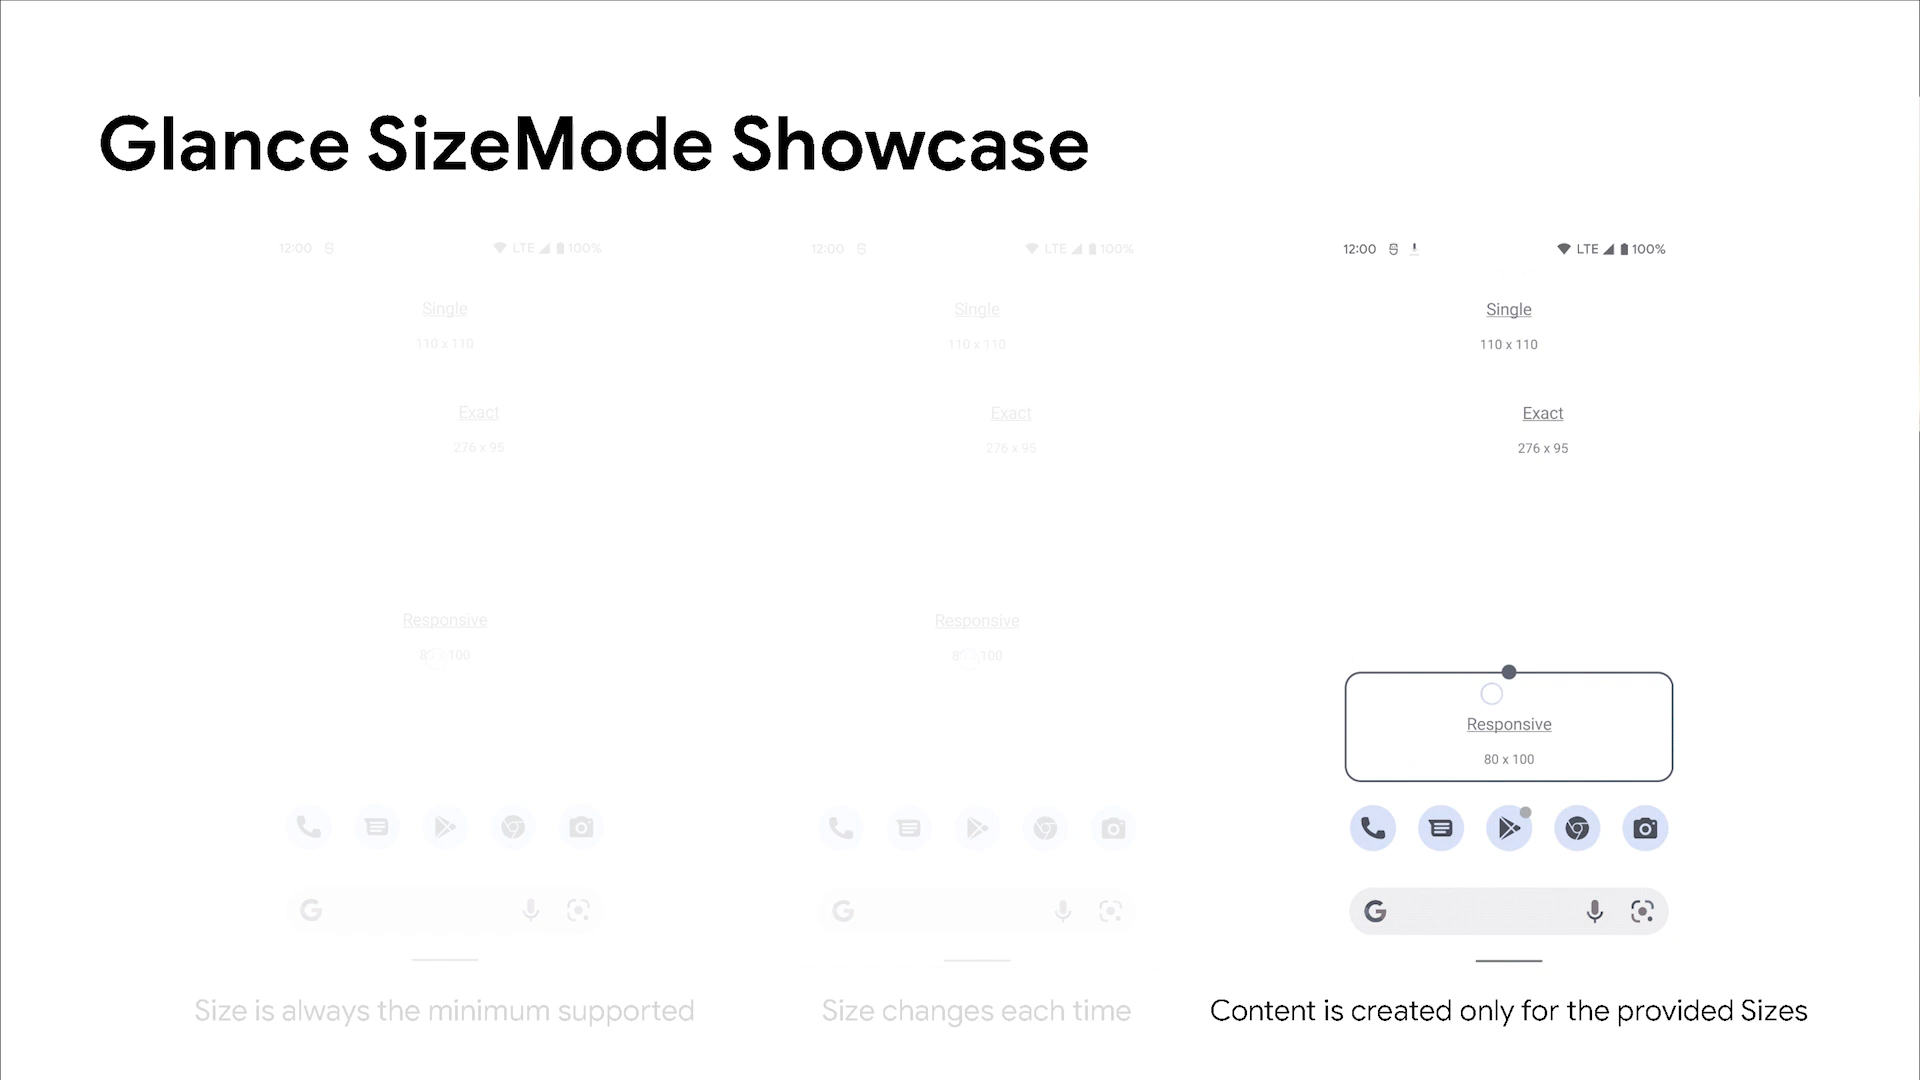 Glance SizeMode Showcase
12:00 LTE 100%
Single
110 x 110
Exact
276 x 95
Responsive
100
Size is always the minimum supported
12:00 LTE 100%
Single
110 x 110
Exact
276 x 95
Responsive
100
Size changes each time
12:00 LTE 100%
Single
110 x 110
Exact
276 x 95
Responsive
80 x 100
G
Content is created only for the provided Sizes